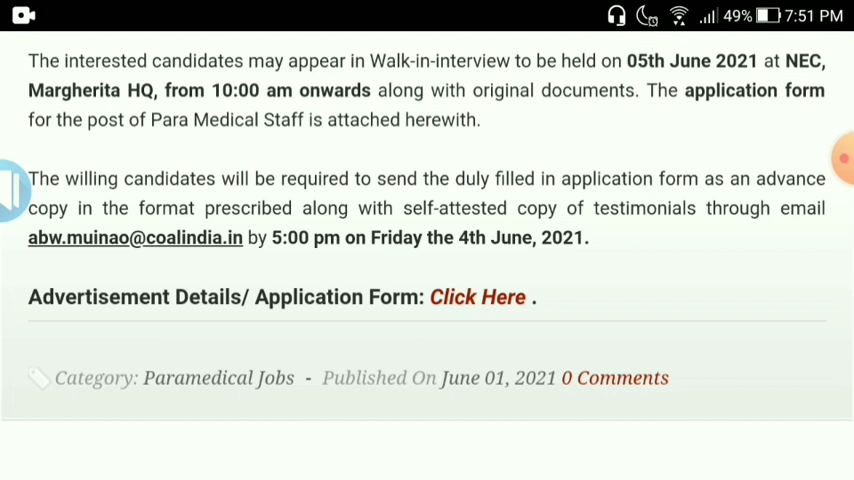 49% 7:51 PM
The interested candidates may appear in Walk-in-interview to be held on 05th June 2021 at NEC,
Margherita HQ, from 10:00 am onwards along with original documents. The application form
for the post of Para Medical Staff is attached herewith.
The willing candidates will be required to send the duly filled in application form as an advance
copy in the format prescribed along with self-attested copy of testimonials through email
abw.muinao@coalindia.in by 5:00 pm on Friday the 4th June, 2021.
Advertisement Details/ Application Form: Click Here .
Category: Paramedical Jobs - Published On June 01, 2021 0 Comments